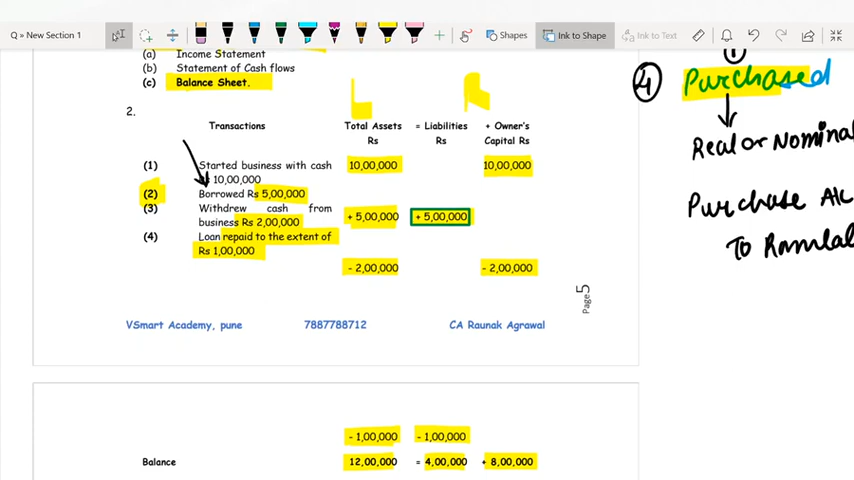 Q » New Section 1
Shapes
Ink to Shape
Ink to Text
(a) Income Statement
(b) Statement of Cash flows
(c) Balance Sheet.
2.
Transactions Total Assets = Liabilities + Owner's
Rs Rs Capital Rs
(1) Started business with cash 10,00,000 10,00,000
Rs 10,00,000
(2) Borrowed Rs 5,00,000
(3) Withdrew cash from
+ 5,00,000 + 5,00,000
business Rs 2,00,000
(4) Loan repaid to the extent of
Rs 1,00,000
- 2,00,000 - 2,00,000
Page 5
VSmart Academy, pune 7887788712 CA Raunak Agrawal
- 1,00,000 - 1,00,000
Balance 12,00,000 = 4,00,000 + 8,00,000
(4) Purchased
Real or Nominal
Purchase A/c
To Ramlal